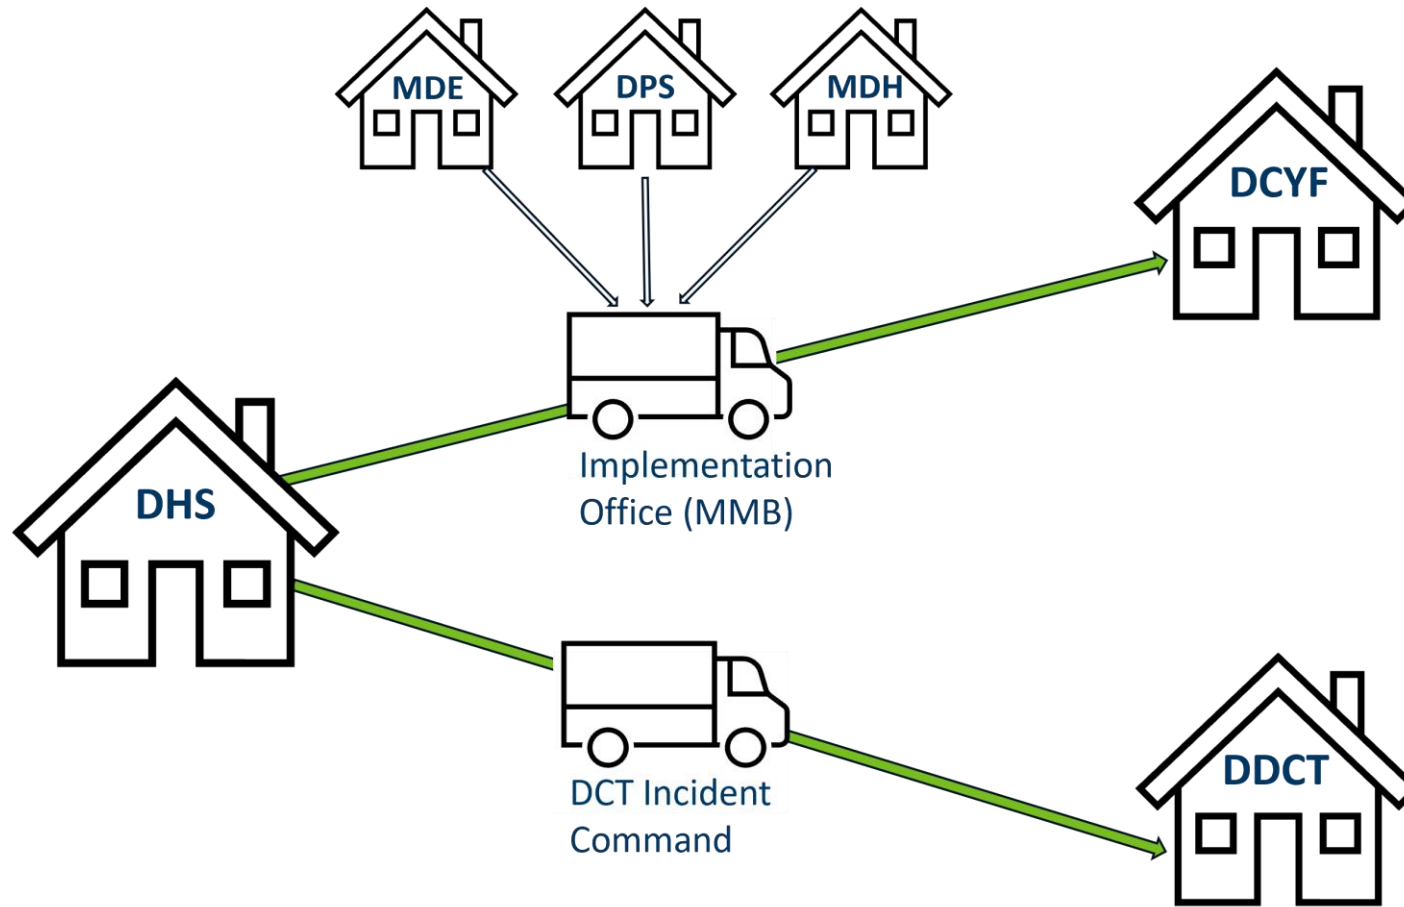 MDE
DPS
MDH
DCYF
Implementation
Office (MMB)
DHS
DCT Incident
Command
DDCT